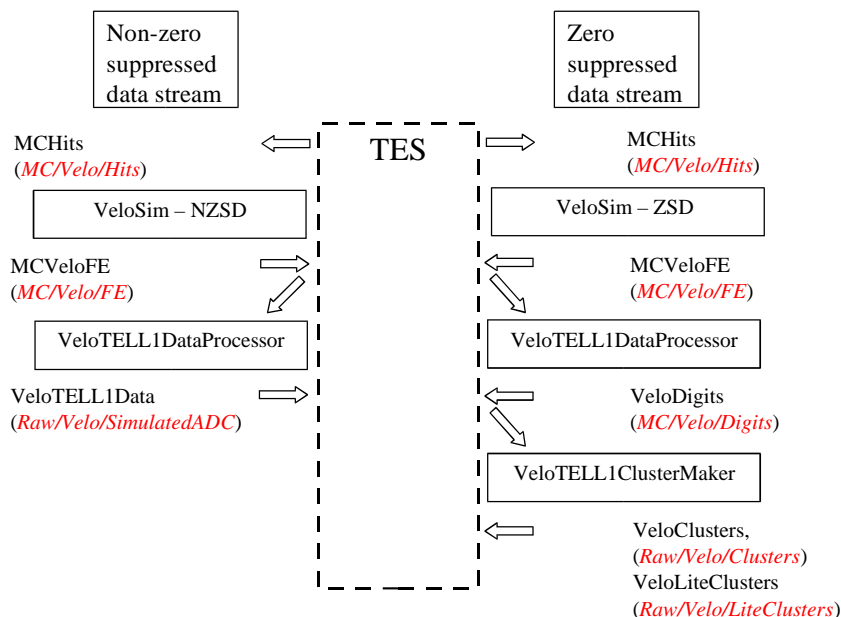 Non-zero
suppressed
data stream
MCHits
(MC/Velo/Hits)
VeloSim – NZSD
MCVeloFE
(MC/Velo/FE)
VeloTELL1DataProcessor
VeloTELL1Data
(Raw/Velo/SimulatedADC)
TES
Zero
suppressed
data stream
MCHits
(MC/Velo/Hits)
VeloSim – ZSD
MCVeloFE
(MC/Velo/FE)
VeloTELL1DataProcessor
VeloDigits
(MC/Velo/Digits)
VeloTELL1ClusterMaker
VeloClusters,
(Raw/Velo/Clusters)
VeloLiteClusters
(Raw/Velo/LiteClusters)